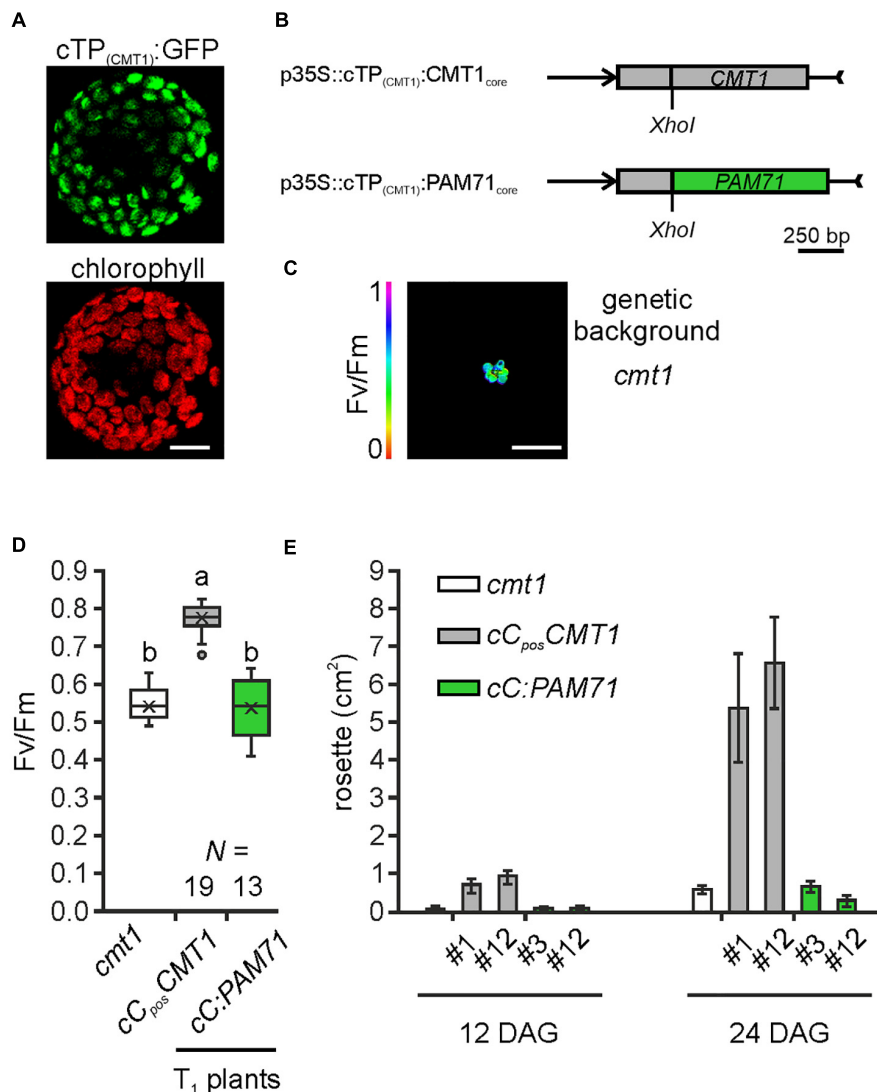 A
cTP(CMT1):GFP
chlorophyll
B
p35S::cTP(CMT1):CMT1core
CMT1
XhoI
p35S::cTP(CMT1):PAM71core
PAM71
XhoI
250 bp
C
1
Fv/Fm
0
genetic
background
cmt1
D
Fv/Fm
0.9
0.8
0.7
0.6
0.5
0.4
0.3
0.2
0.1
0.0
b
a
b
N =
19 13
cmt1
cCposCMT1
cC:PAM71
T1 plants
E
rosette (cm2)
9
8
7
6
5
4
3
2
1
0
cmt1
cCposCMT1
cC:PAM71
#1
#12
#3
#12
12 DAG
#1
#12
#3
#12
24 DAG